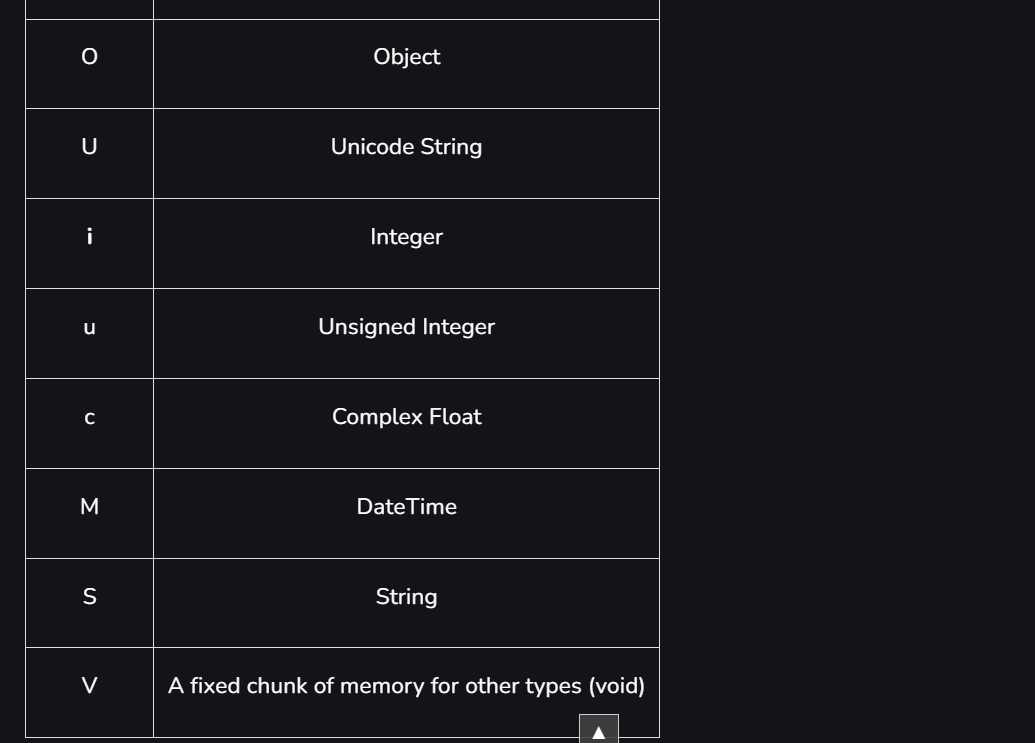 O Object
U Unicode String
i Integer
u Unsigned Integer
c Complex Float
M DateTime
S String
V A fixed chunk of memory for other types (void)
▲